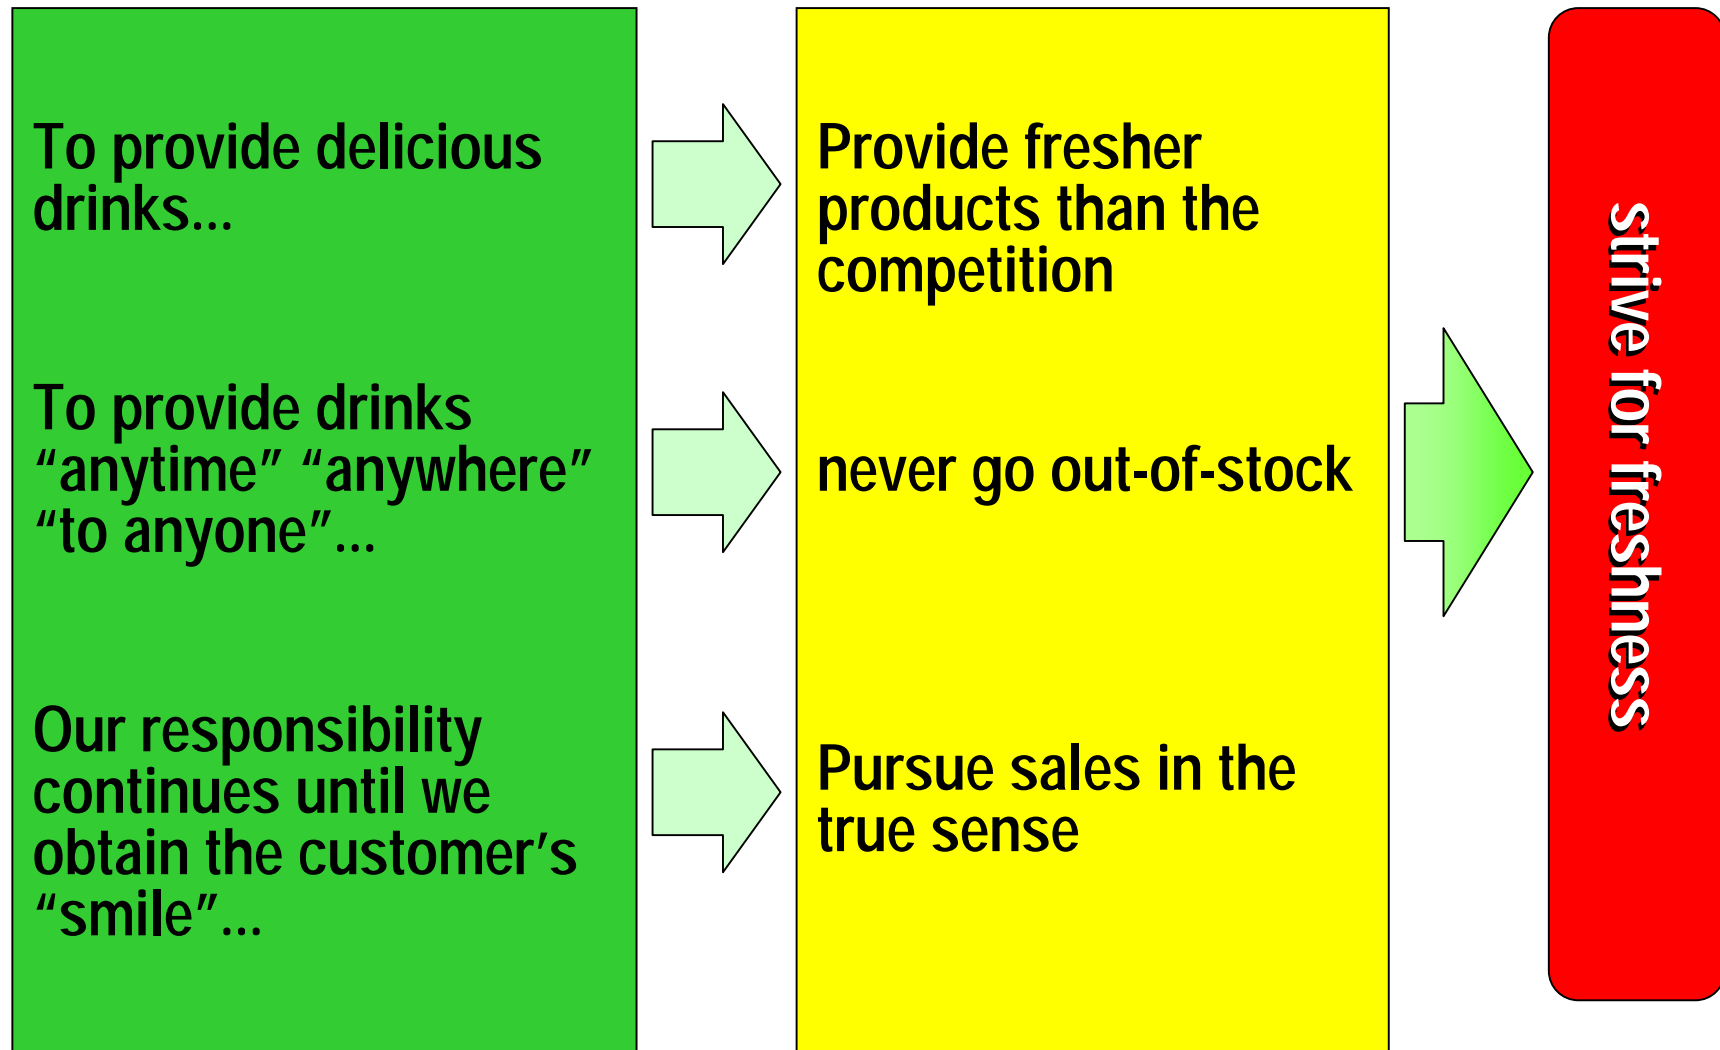 To provide delicious
drinks...
Provide fresher
products than the
competition
To provide drinks
“anytime” “anywhere”
“to anyone”...
never go out-of-stock
Our responsibility
continues until we
obtain the customer’s
“smile”...
Pursue sales in the
true sense
strive for freshness